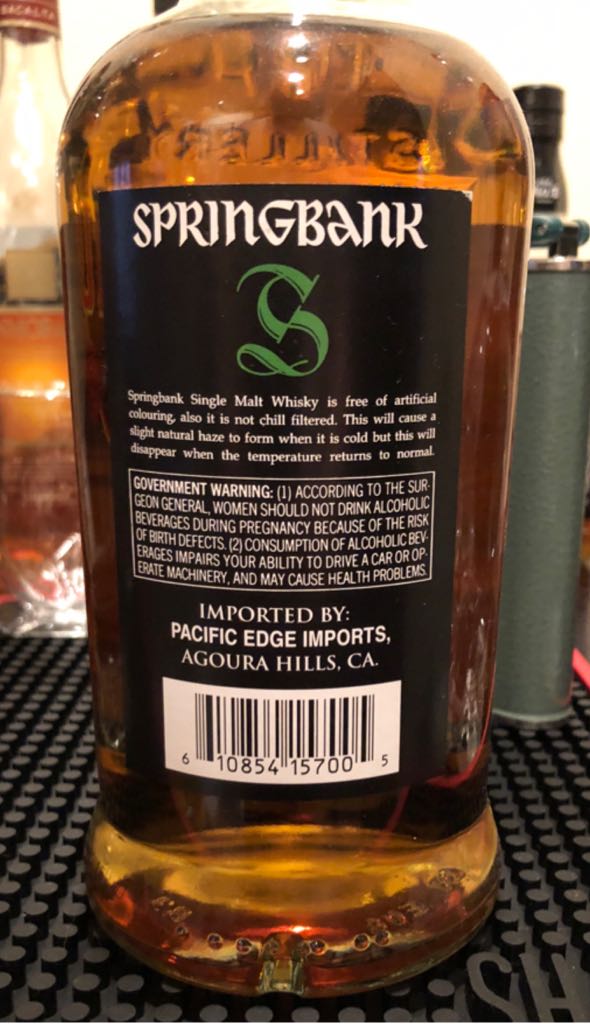 SPRINGBANK
S
Springbank Single Malt Whisky is free of artificial
colouring, also it is not chill filtered. This will cause a
slight natural haze to form when it is cold but this will
disappear when the temperature returns to normal.
GOVERNMENT WARNING: (1) ACCORDING TO THE SUR-
GEON GENERAL, WOMEN SHOULD NOT DRINK ALCOHOLIC
BEVERAGES DURING PREGNANCY BECAUSE OF THE RISK
OF BIRTH DEFECTS. (2) CONSUMPTION OF ALCOHOLIC BEV-
ERAGES IMPAIRS YOUR ABILITY TO DRIVE A CAR OR OP-
ERATE MACHINERY, AND MAY CAUSE HEALTH PROBLEMS.
IMPORTED BY:
PACIFIC EDGE IMPORTS,
AGOURA HILLS, CA.
6 10854 15700 5
SH